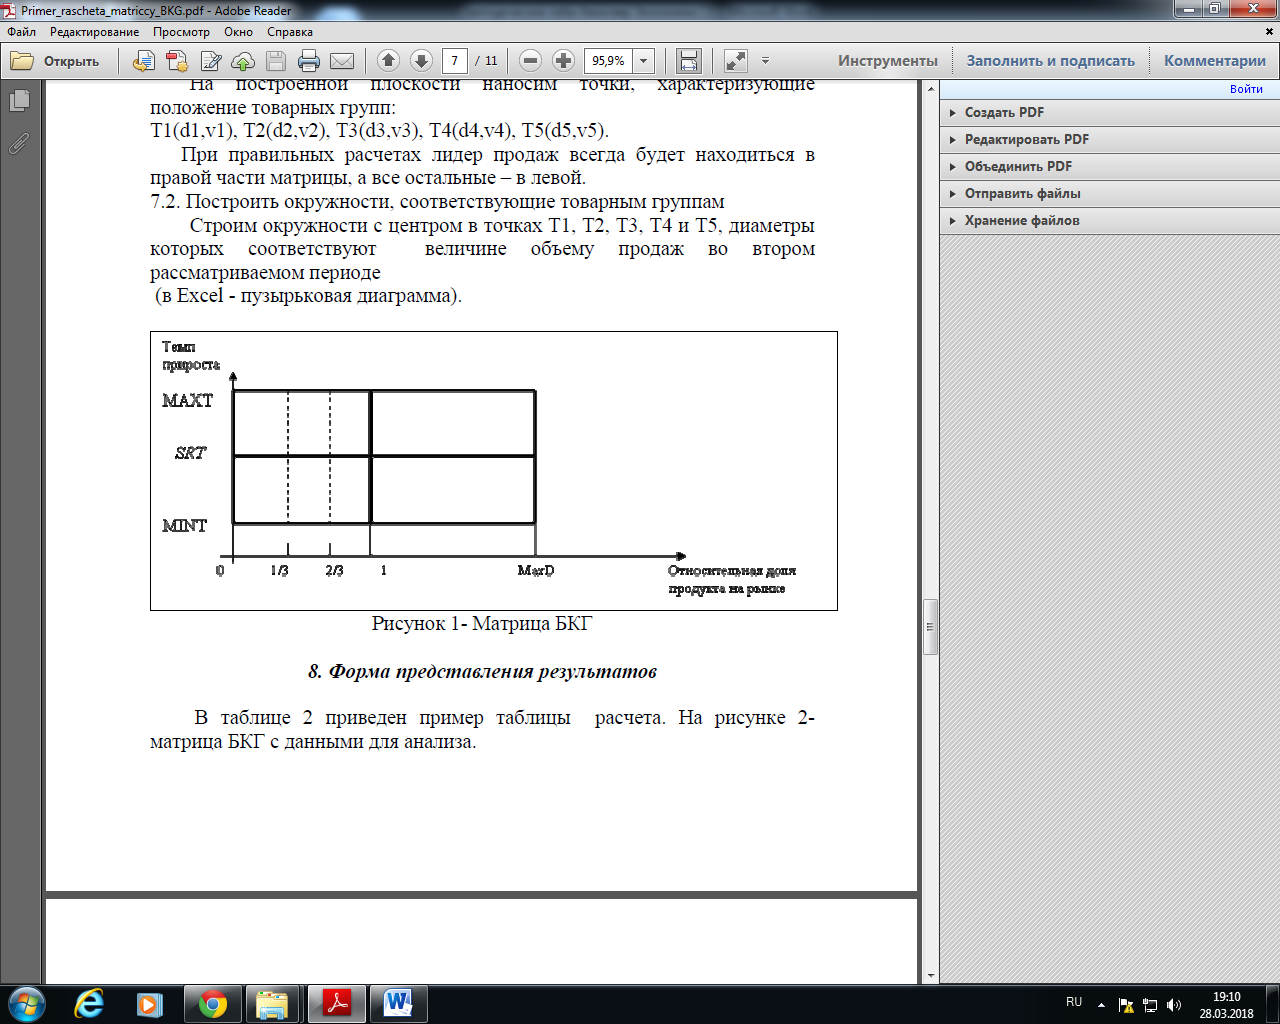 Primer_rascheta_matriccy_BKG.pdf - Adobe Reader
Файл Редактирование Просмотр Окно Справка
Открыть 7 / 11 95,9% Инструменты Заполнить и подписать Комментарии
Войти
Создать PDF
Редактировать PDF
Объединить PDF
Отправить файлы
Хранение файлов
На построенной плоскости наносим точки, характеризующие
положение товарных групп:
T1(d1,v1), T2(d2,v2), T3(d3,v3), T4(d4,v4), T5(d5,v5).
При правильных расчетах лидер продаж всегда будет находиться в
правой части матрицы, а все остальные – в левой.
7.2. Построить окружности, соответствующие товарным группам
Строим окружности с центром в точках T1, T2, T3, T4 и T5, диаметры
которых соответствуют величине объему продаж во втором
рассматриваемом периоде
(в Excel - пузырьковая диаграмма).
Темп
прироста
MAXT
SRT
MINT
0 1/3 2/3 1 MaxD Относительная доля
продукта на рынке
Рисунок 1- Матрица БКГ
8. Форма представления результатов
В таблице 2 приведен пример таблицы расчета. На рисунке 2-
матрица БКГ с данными для анализа.
RU 19:10
28.03.2018